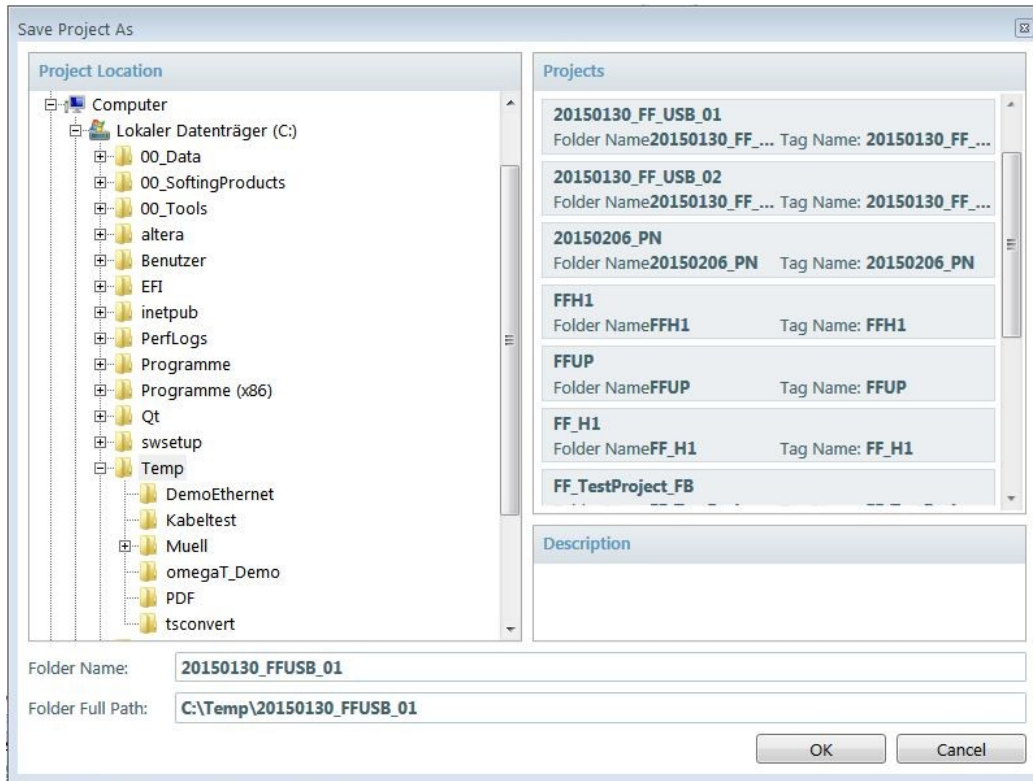 Save Project As
Project Location
Computer
Lokaler Datenträger (C:)
00_Data
00_SoftingProducts
00_Tools
altera
Benutzer
EFI
inetpub
PerfLogs
Programme
Programme (x86)
Qt
swsetup
Temp
DemoEthernet
Kabeltest
Muell
omegaT_Demo
PDF
tsconvert
Projects
20150130_FF_USB_01
Folder Name20150130_FF_... Tag Name: 20150130_FF_...
20150130_FF_USB_02
Folder Name20150130_FF_... Tag Name: 20150130_FF_...
20150206_PN
Folder Name20150206_PN Tag Name: 20150206_PN
FFH1
Folder NameFFH1 Tag Name: FFH1
FFUP
Folder NameFFUP Tag Name: FFUP
FF_H1
Folder NameFF_H1 Tag Name: FF_H1
FF_TestProject_FB
Description
Folder Name: 20150130_FFUSB_01
Folder Full Path: C:\Temp\20150130_FFUSB_01
OK Cancel